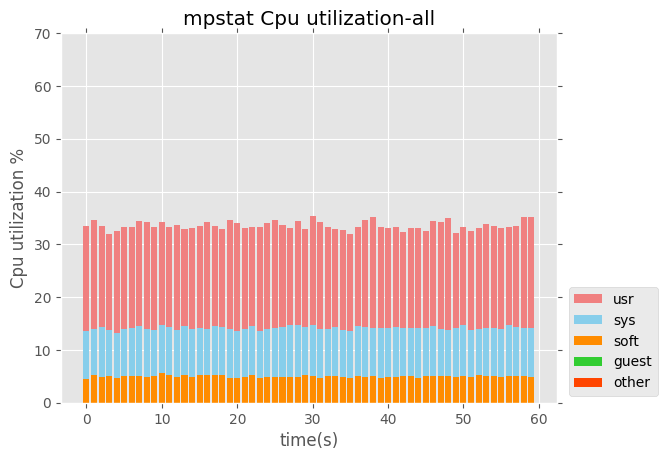 mpstat Cpu utilization-all
70
60
50
40
30
20
10
0
Cpu utilization %
0 10 20 30 40 50 60
time(s)
usr
sys
soft
guest
other